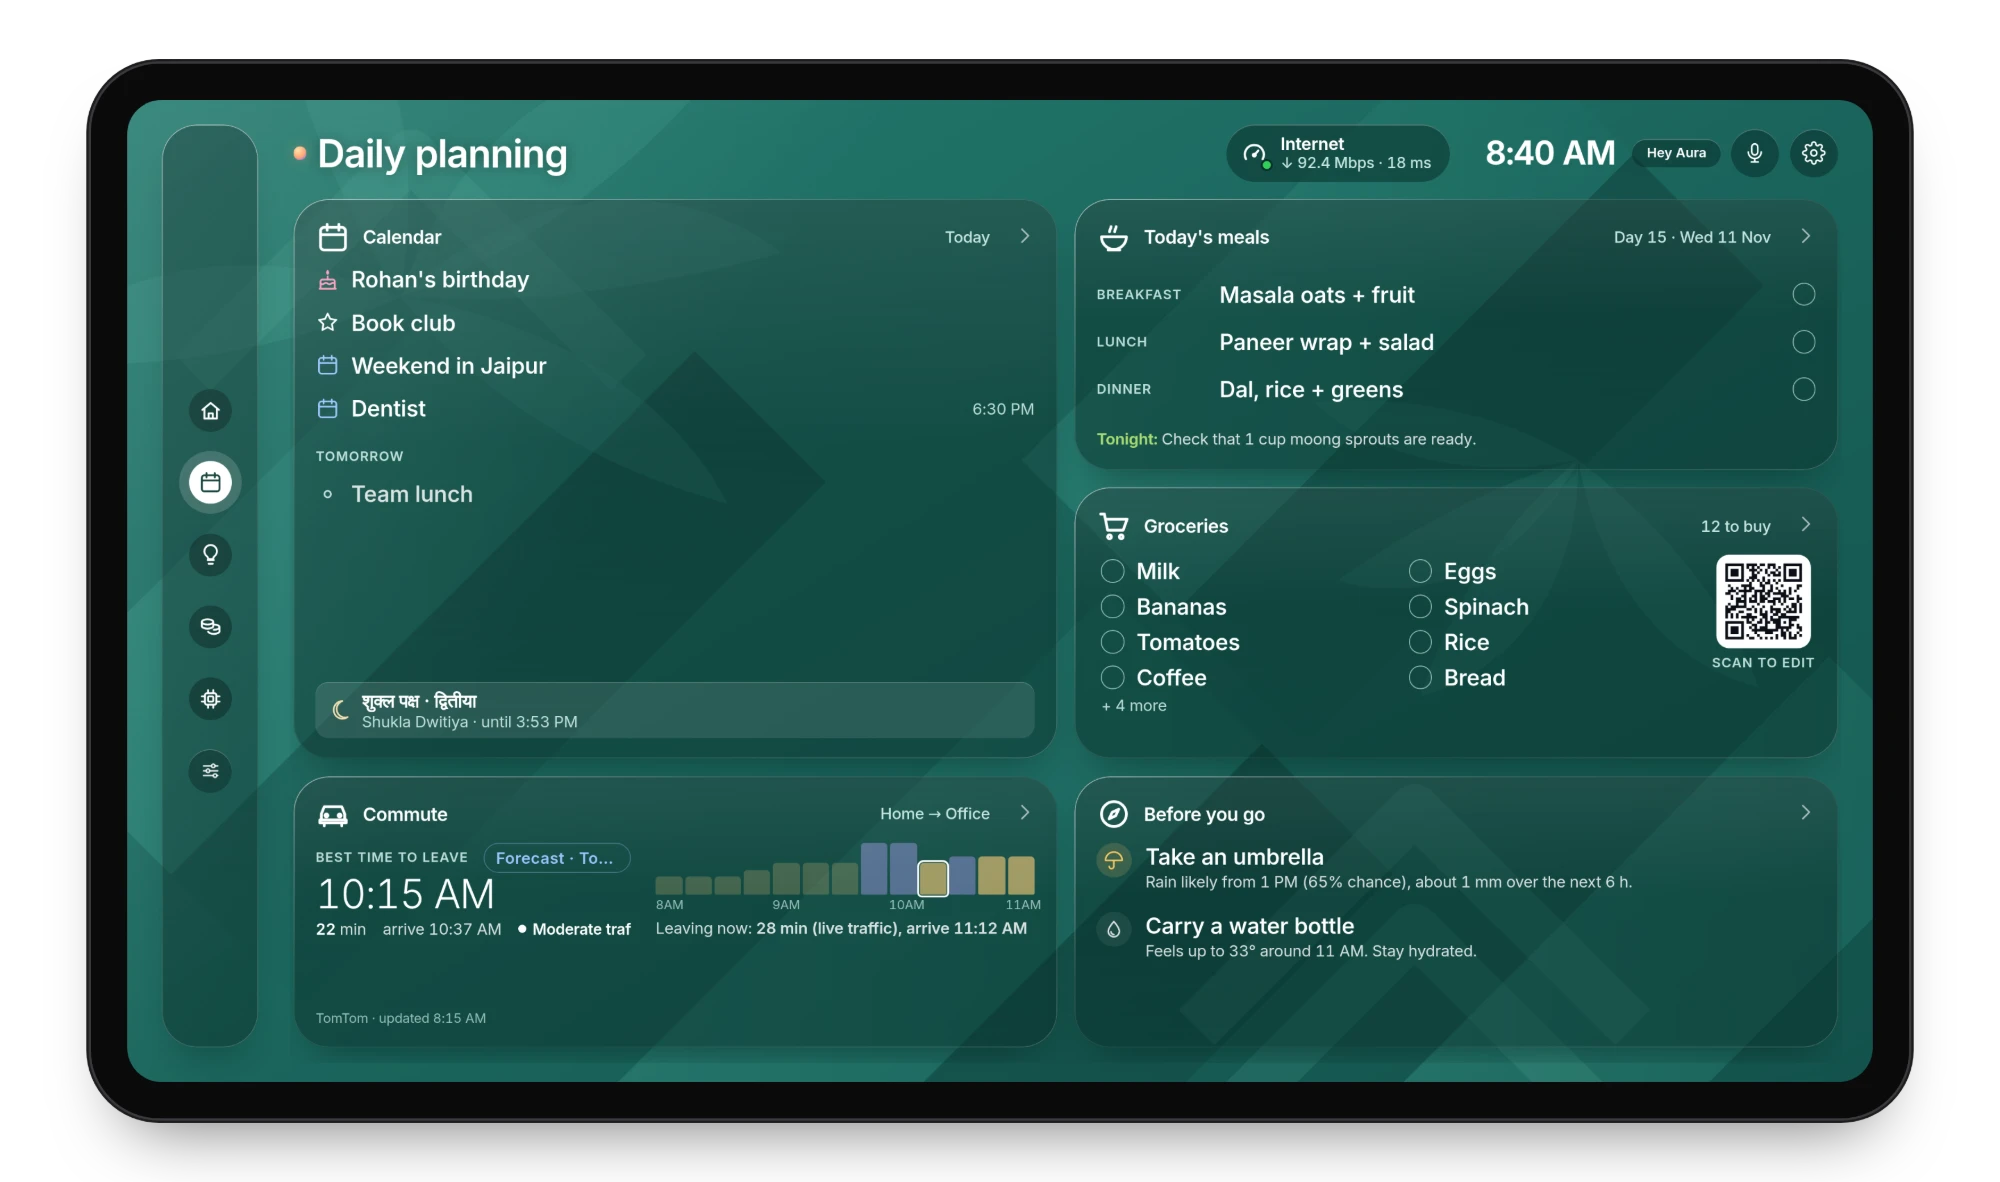 Daily planning
Internet
↓ 92.4 Mbps · 18 ms
8:40 AM
Hey Aura
Calendar
Today
Rohan's birthday
Book club
Weekend in Jaipur
Dentist
6:30 PM
TOMORROW
Team lunch
शुक्ल पक्ष · द्वितीया
Shukla Dwitiya · until 3:53 PM
Today's meals
Day 15 · Wed 11 Nov
BREAKFAST
Masala oats + fruit
LUNCH
Paneer wrap + salad
DINNER
Dal, rice + greens
Tonight: Check that 1 cup moong sprouts are ready.
Groceries
12 to buy
Milk
Bananas
Tomatoes
Coffee
Eggs
Spinach
Rice
Bread
+ 4 more
SCAN TO EDIT
Commute
Home → Office
BEST TIME TO LEAVE
Forecast · To...
10:15 AM
22 min arrive 10:37 AM ● Moderate traf
8AM 9AM 10AM 11AM
Leaving now: 28 min (live traffic), arrive 11:12 AM
TomTom · updated 8:15 AM
Before you go
Take an umbrella
Rain likely from 1 PM (65% chance), about 1 mm over the next 6 h.
Carry a water bottle
Feels up to 33° around 11 AM. Stay hydrated.